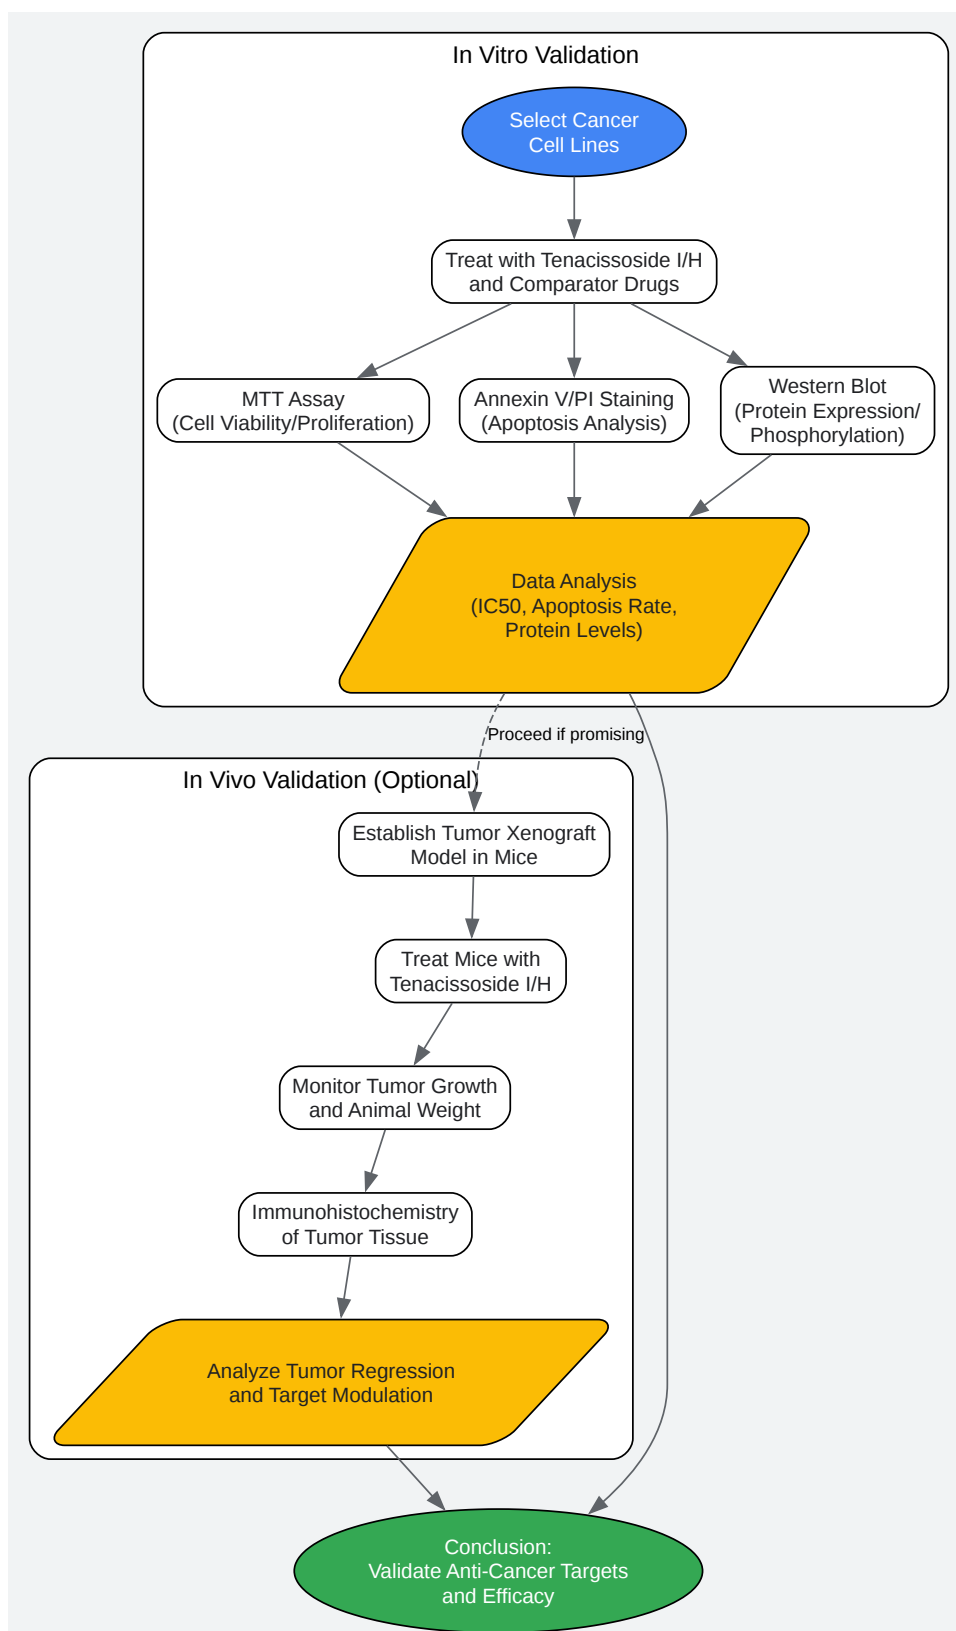 In Vitro Validation
Select Cancer
Cell Lines
Treat with Tenacissoside I/H
and Comparator Drugs
MTT Assay
(Cell Viability/Proliferation)
Annexin V/PI Staining
(Apoptosis Analysis)
Western Blot
(Protein Expression/
Phosphorylation)
Data Analysis
(IC50, Apoptosis Rate,
Protein Levels)
Proceed if promising
In Vivo Validation (Optional)
Establish Tumor Xenograft
Model in Mice
Treat Mice with
Tenacissoside I/H
Monitor Tumor Growth
and Animal Weight
Immunohistochemistry
of Tumor Tissue
Analyze Tumor Regression
and Target Modulation
Conclusion:
Validate Anti-Cancer Targets
and Efficacy